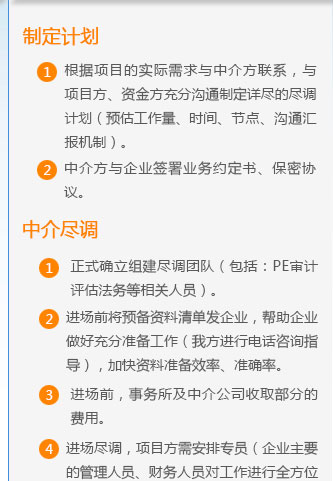 制定计划
1 根据项目的实际需求与中介方联系，与
项目方、资金方充分沟通制定详尽的尽调
计划（预估工作量、时间、节点、沟通汇
报机制）。
2 中介方与企业签署业务约定书、保密协
议。
中介尽调
1 正式确立组建尽调团队（包括：PE审计
评估法务等相关人员）。
2 进场前将预备资料清单发企业，帮助企业
做好充分准备工作（我方进行电话咨询指
导），加快资料准备效率、准确率。
3 进场前，事务所及中介公司收取部分的
费用。
4 进场尽调，项目方需安排专员（企业主要
的管理人员、财务人员对工作进行全方位